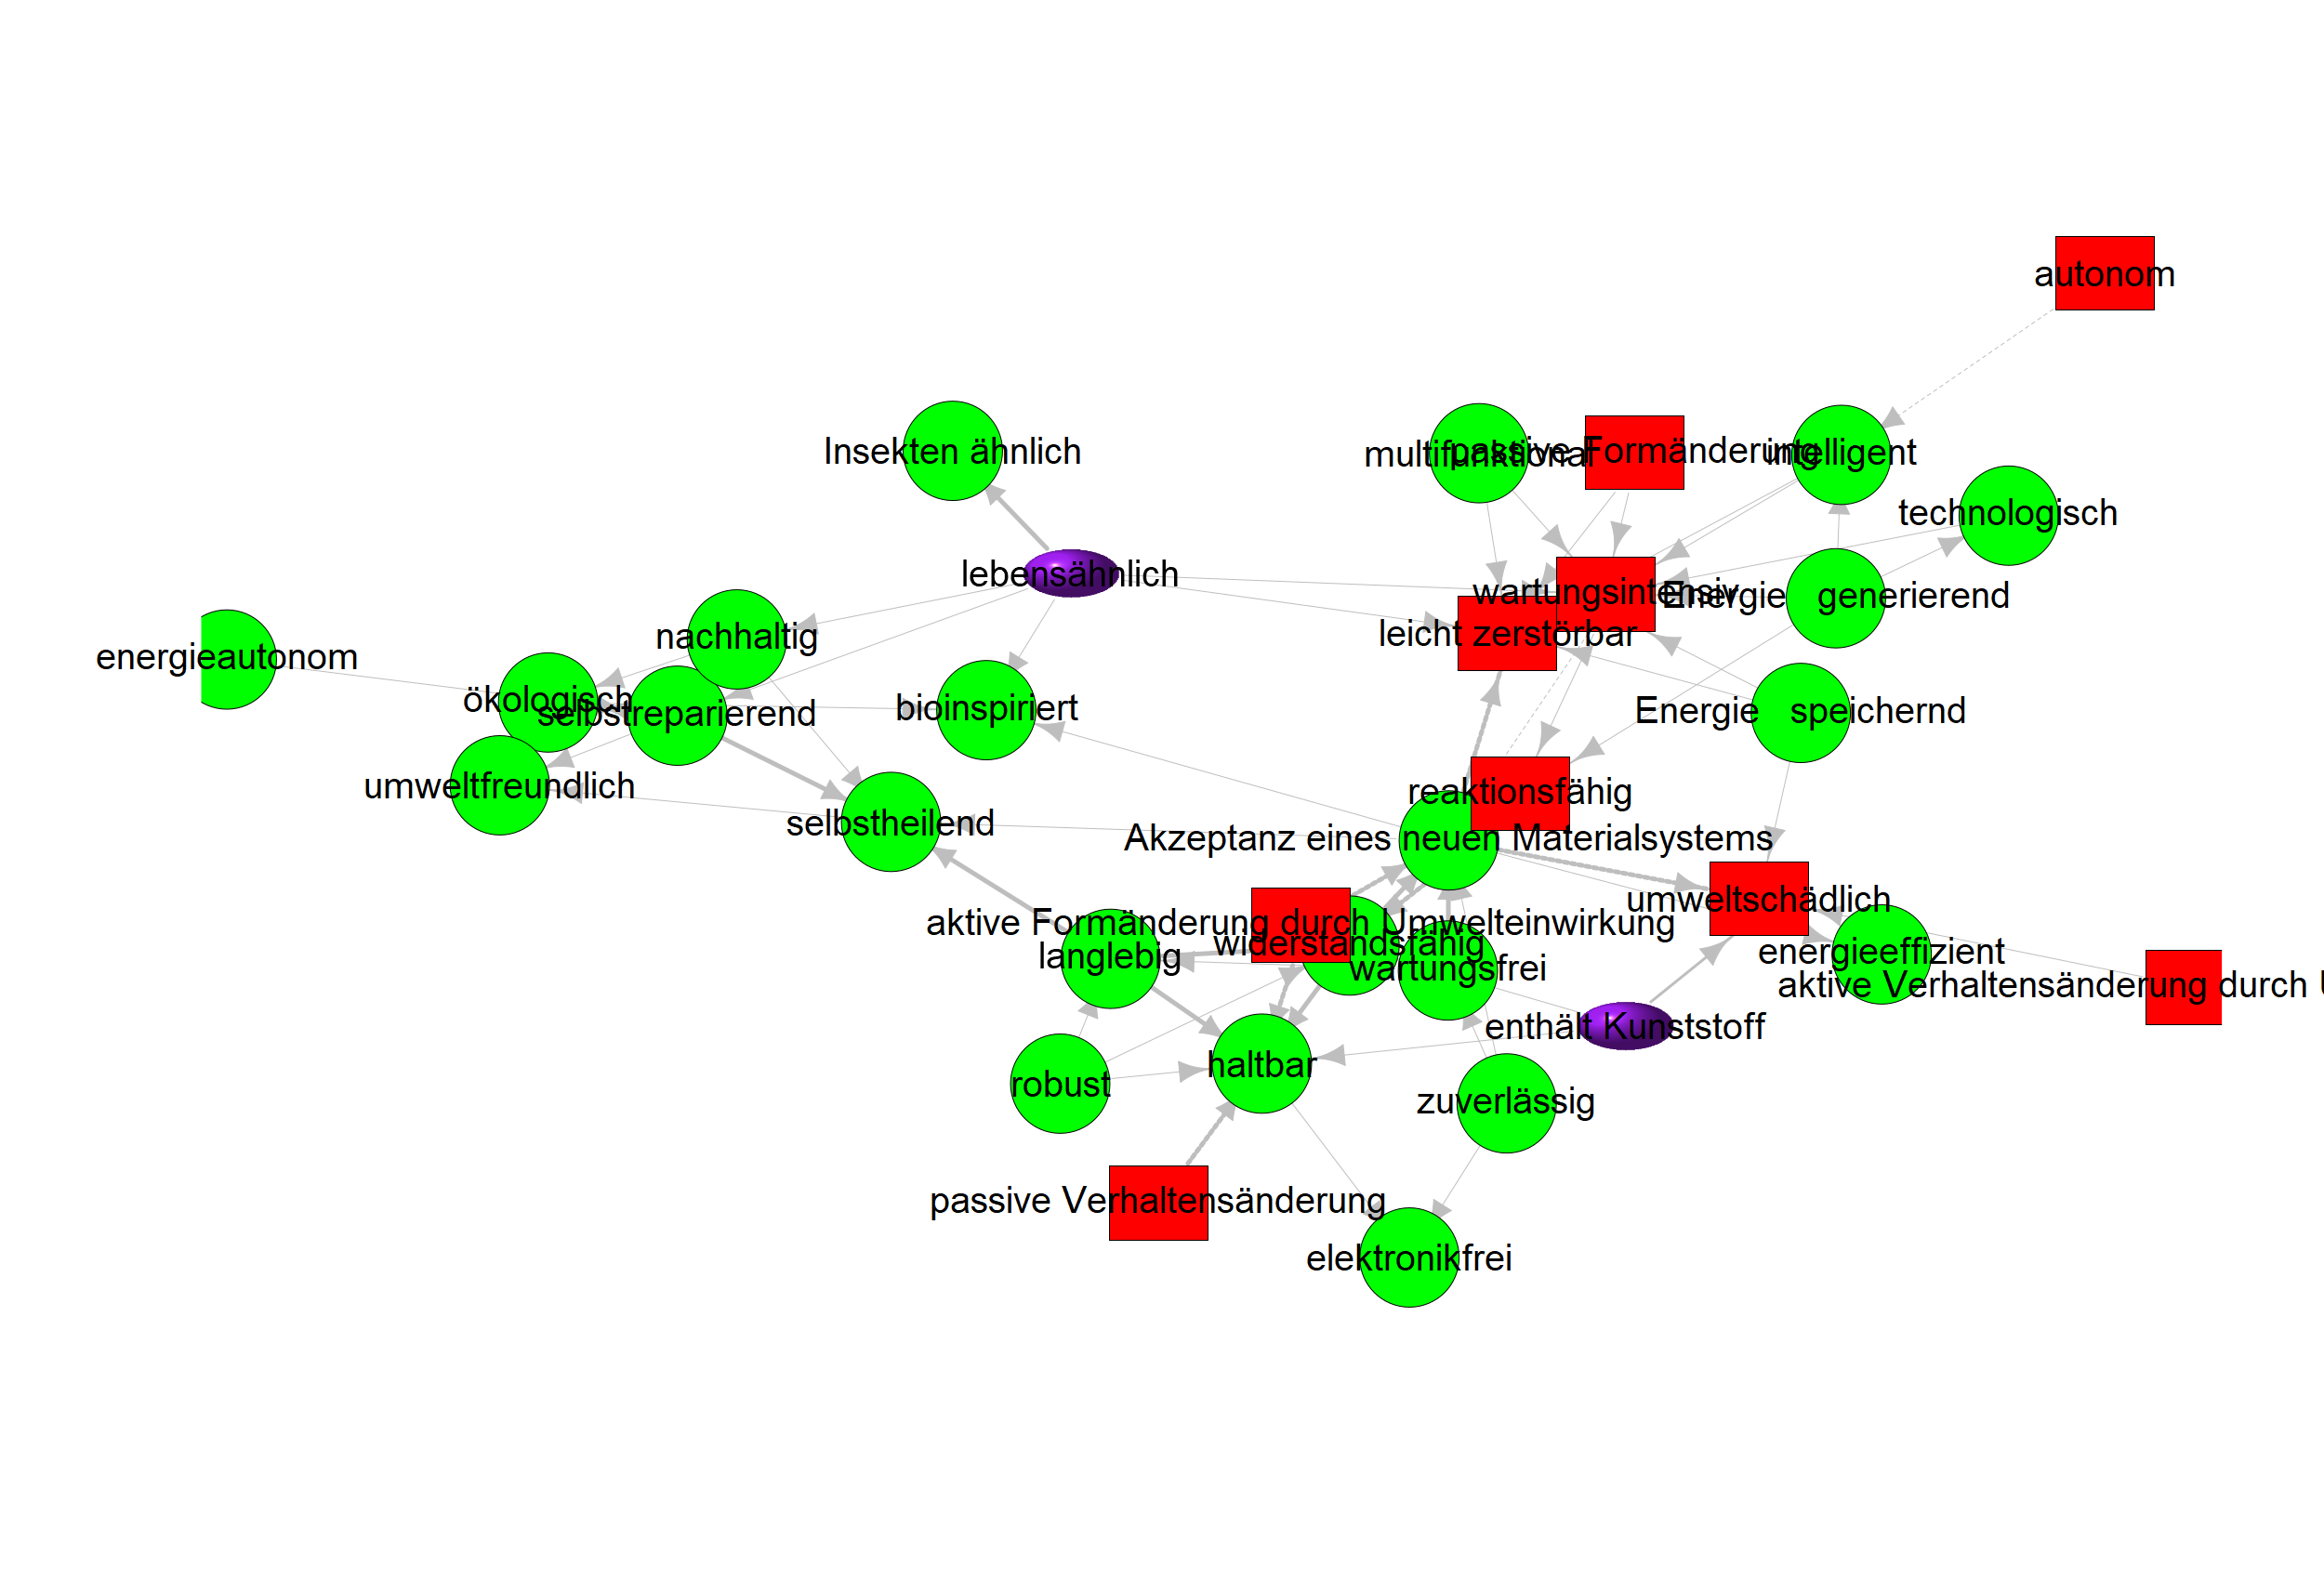 autonom
Insekten ähnlich
multifunktional
passive Formänderung
intelligent
technologisch
lebensähnlich
wartungsintensiv
Energie generierend
nachhaltig
leicht zerstörbar
energieautonom
ökologisch
selbstreparierend
bioinspiriert
Energie speichernd
umweltfreundlich
reaktionsfähig
selbstheilend
Akzeptanz eines neuen Materialsystems
umweltschädlich
aktive Formänderung durch Umwelteinwirkung
widerstandsfähig
langlebig
energieeffizient
wartungsfrei
aktive Verhaltensänderung durch U
enthält Kunststoff
haltbar
robust
zuverlässig
passive Verhaltensänderung
elektronikfrei